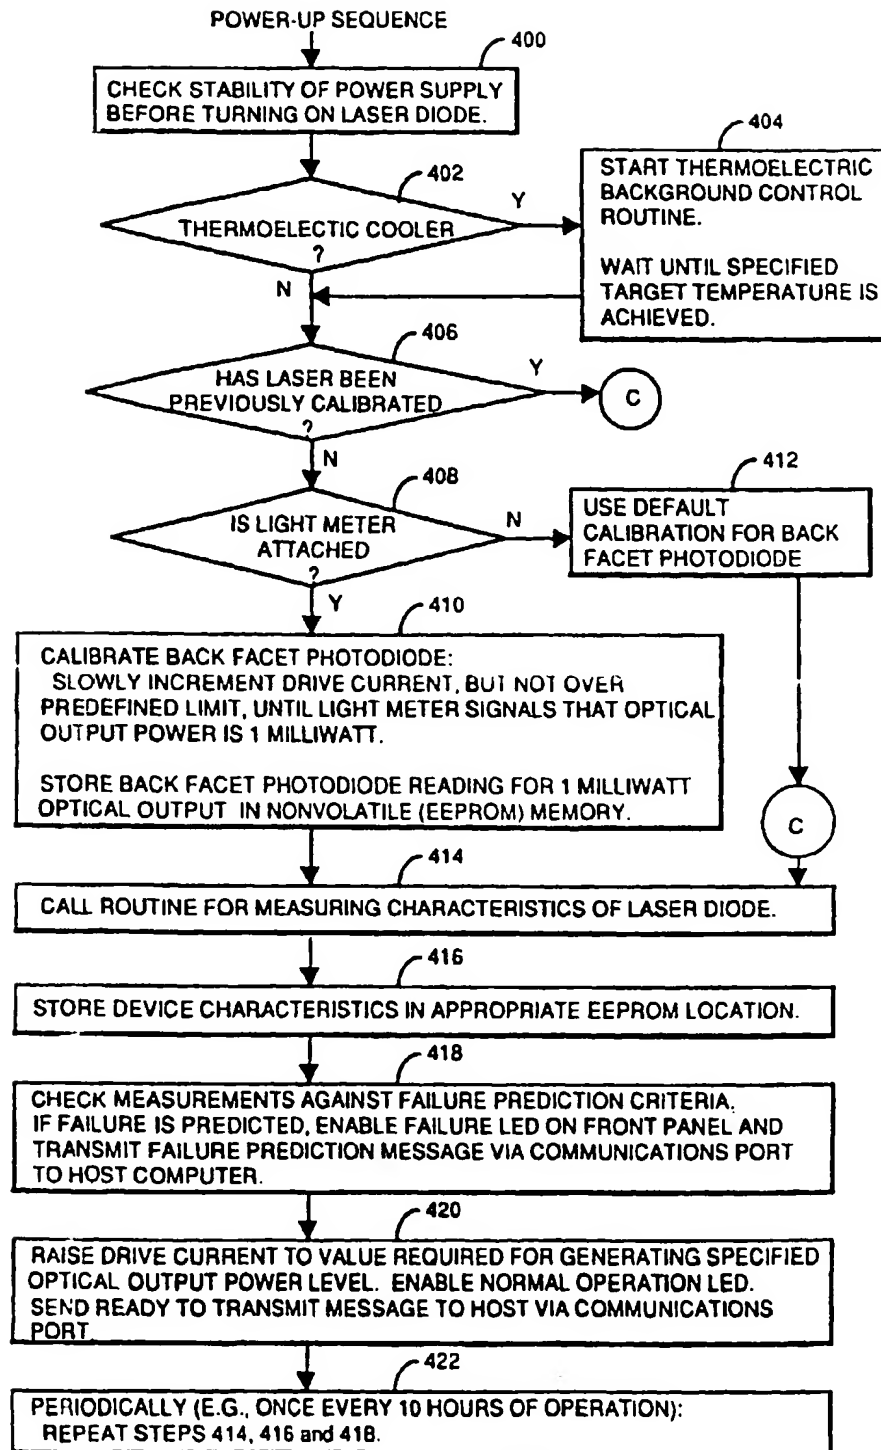 POWER-UP SEQUENCE
400
CHECK STABILITY OF POWER SUPPLY
BEFORE TURNING ON LASER DIODE.
402
THERMOELECTIC COOLER
?
Y
N
404
START THERMOELECTRIC
BACKGROUND CONTROL
ROUTINE.
WAIT UNTIL SPECIFIED
TARGET TEMPERATURE IS
ACHIEVED.
406
HAS LASER BEEN
PREVIOUSLY CALIBRATED
?
Y
C
N
408
IS LIGHT METER
ATTACHED
?
N
Y
412
USE DEFAULT
CALIBRATION FOR BACK
FACET PHOTODIODE
410
CALIBRATE BACK FACET PHOTODIODE:
SLOWLY INCREMENT DRIVE CURRENT, BUT NOT OVER
PREDEFINED LIMIT, UNTIL LIGHT METER SIGNALS THAT OPTICAL
OUTPUT POWER IS 1 MILLIWATT.
STORE BACK FACET PHOTODIODE READING FOR 1 MILLIWATT
OPTICAL OUTPUT IN NONVOLATILE (EEPROM) MEMORY.
C
414
CALL ROUTINE FOR MEASURING CHARACTERISTICS OF LASER DIODE.
416
STORE DEVICE CHARACTERISTICS IN APPROPRIATE EEPROM LOCATION.
418
CHECK MEASUREMENTS AGAINST FAILURE PREDICTION CRITERIA.
IF FAILURE IS PREDICTED, ENABLE FAILURE LED ON FRONT PANEL AND
TRANSMIT FAILURE PREDICTION MESSAGE VIA COMMUNICATIONS PORT
TO HOST COMPUTER.
420
RAISE DRIVE CURRENT TO VALUE REQUIRED FOR GENERATING SPECIFIED
OPTICAL OUTPUT POWER LEVEL. ENABLE NORMAL OPERATION LED.
SEND READY TO TRANSMIT MESSAGE TO HOST VIA COMMUNICATIONS
PORT.
422
PERIODICALLY (E.G., ONCE EVERY 10 HOURS OF OPERATION):
REPEAT STEPS 414, 416 and 418.